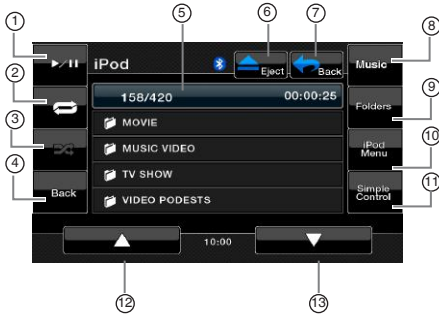 ① ② ③ ④ ⑤ ⑥ ⑦ ⑧ ⑨ ⑩ ⑪ ⑫ ⑬
iPod Eject Back Music
158/420 00:00:25
Folders
MOVIE
MUSIC VIDEO
iPod Menu
TV SHOW
Back
VIDEO PODESTS
Simple Control
10:00